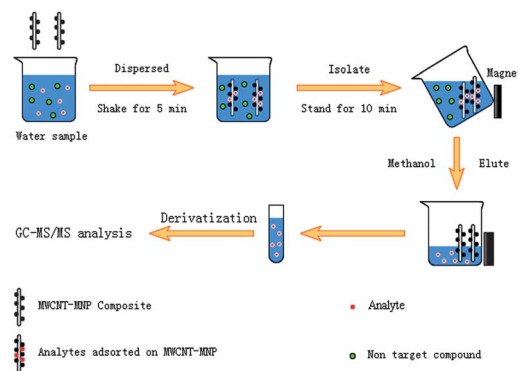 Dispersed
Shake for 5 min
Isolate
Stand for 10 min
Magne
Water sample
Methanol
Elute
Derivatization
GC-MS/MS analysis
MWCNT-MNP Composite
Analyte
Analytes adsorted on MWCNT-MNP
Non target compound